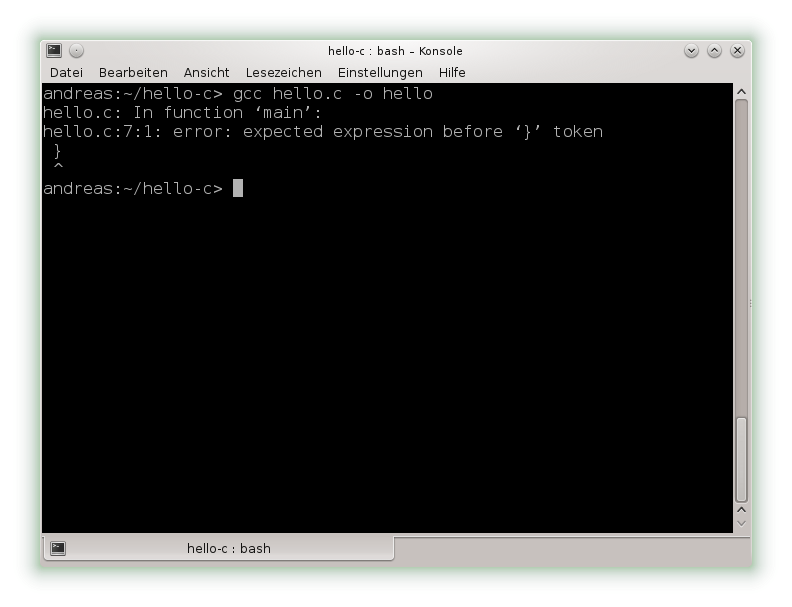 hello-c : bash – Konsole
Datei Bearbeiten Ansicht Lesezeichen Einstellungen Hilfe
andreas:~/hello-c> gcc hello.c -o hello
hello.c: In function ‘main’:
hello.c:7:1: error: expected expression before ‘}’ token
 }
 ^
andreas:~/hello-c>
hello-c : bash